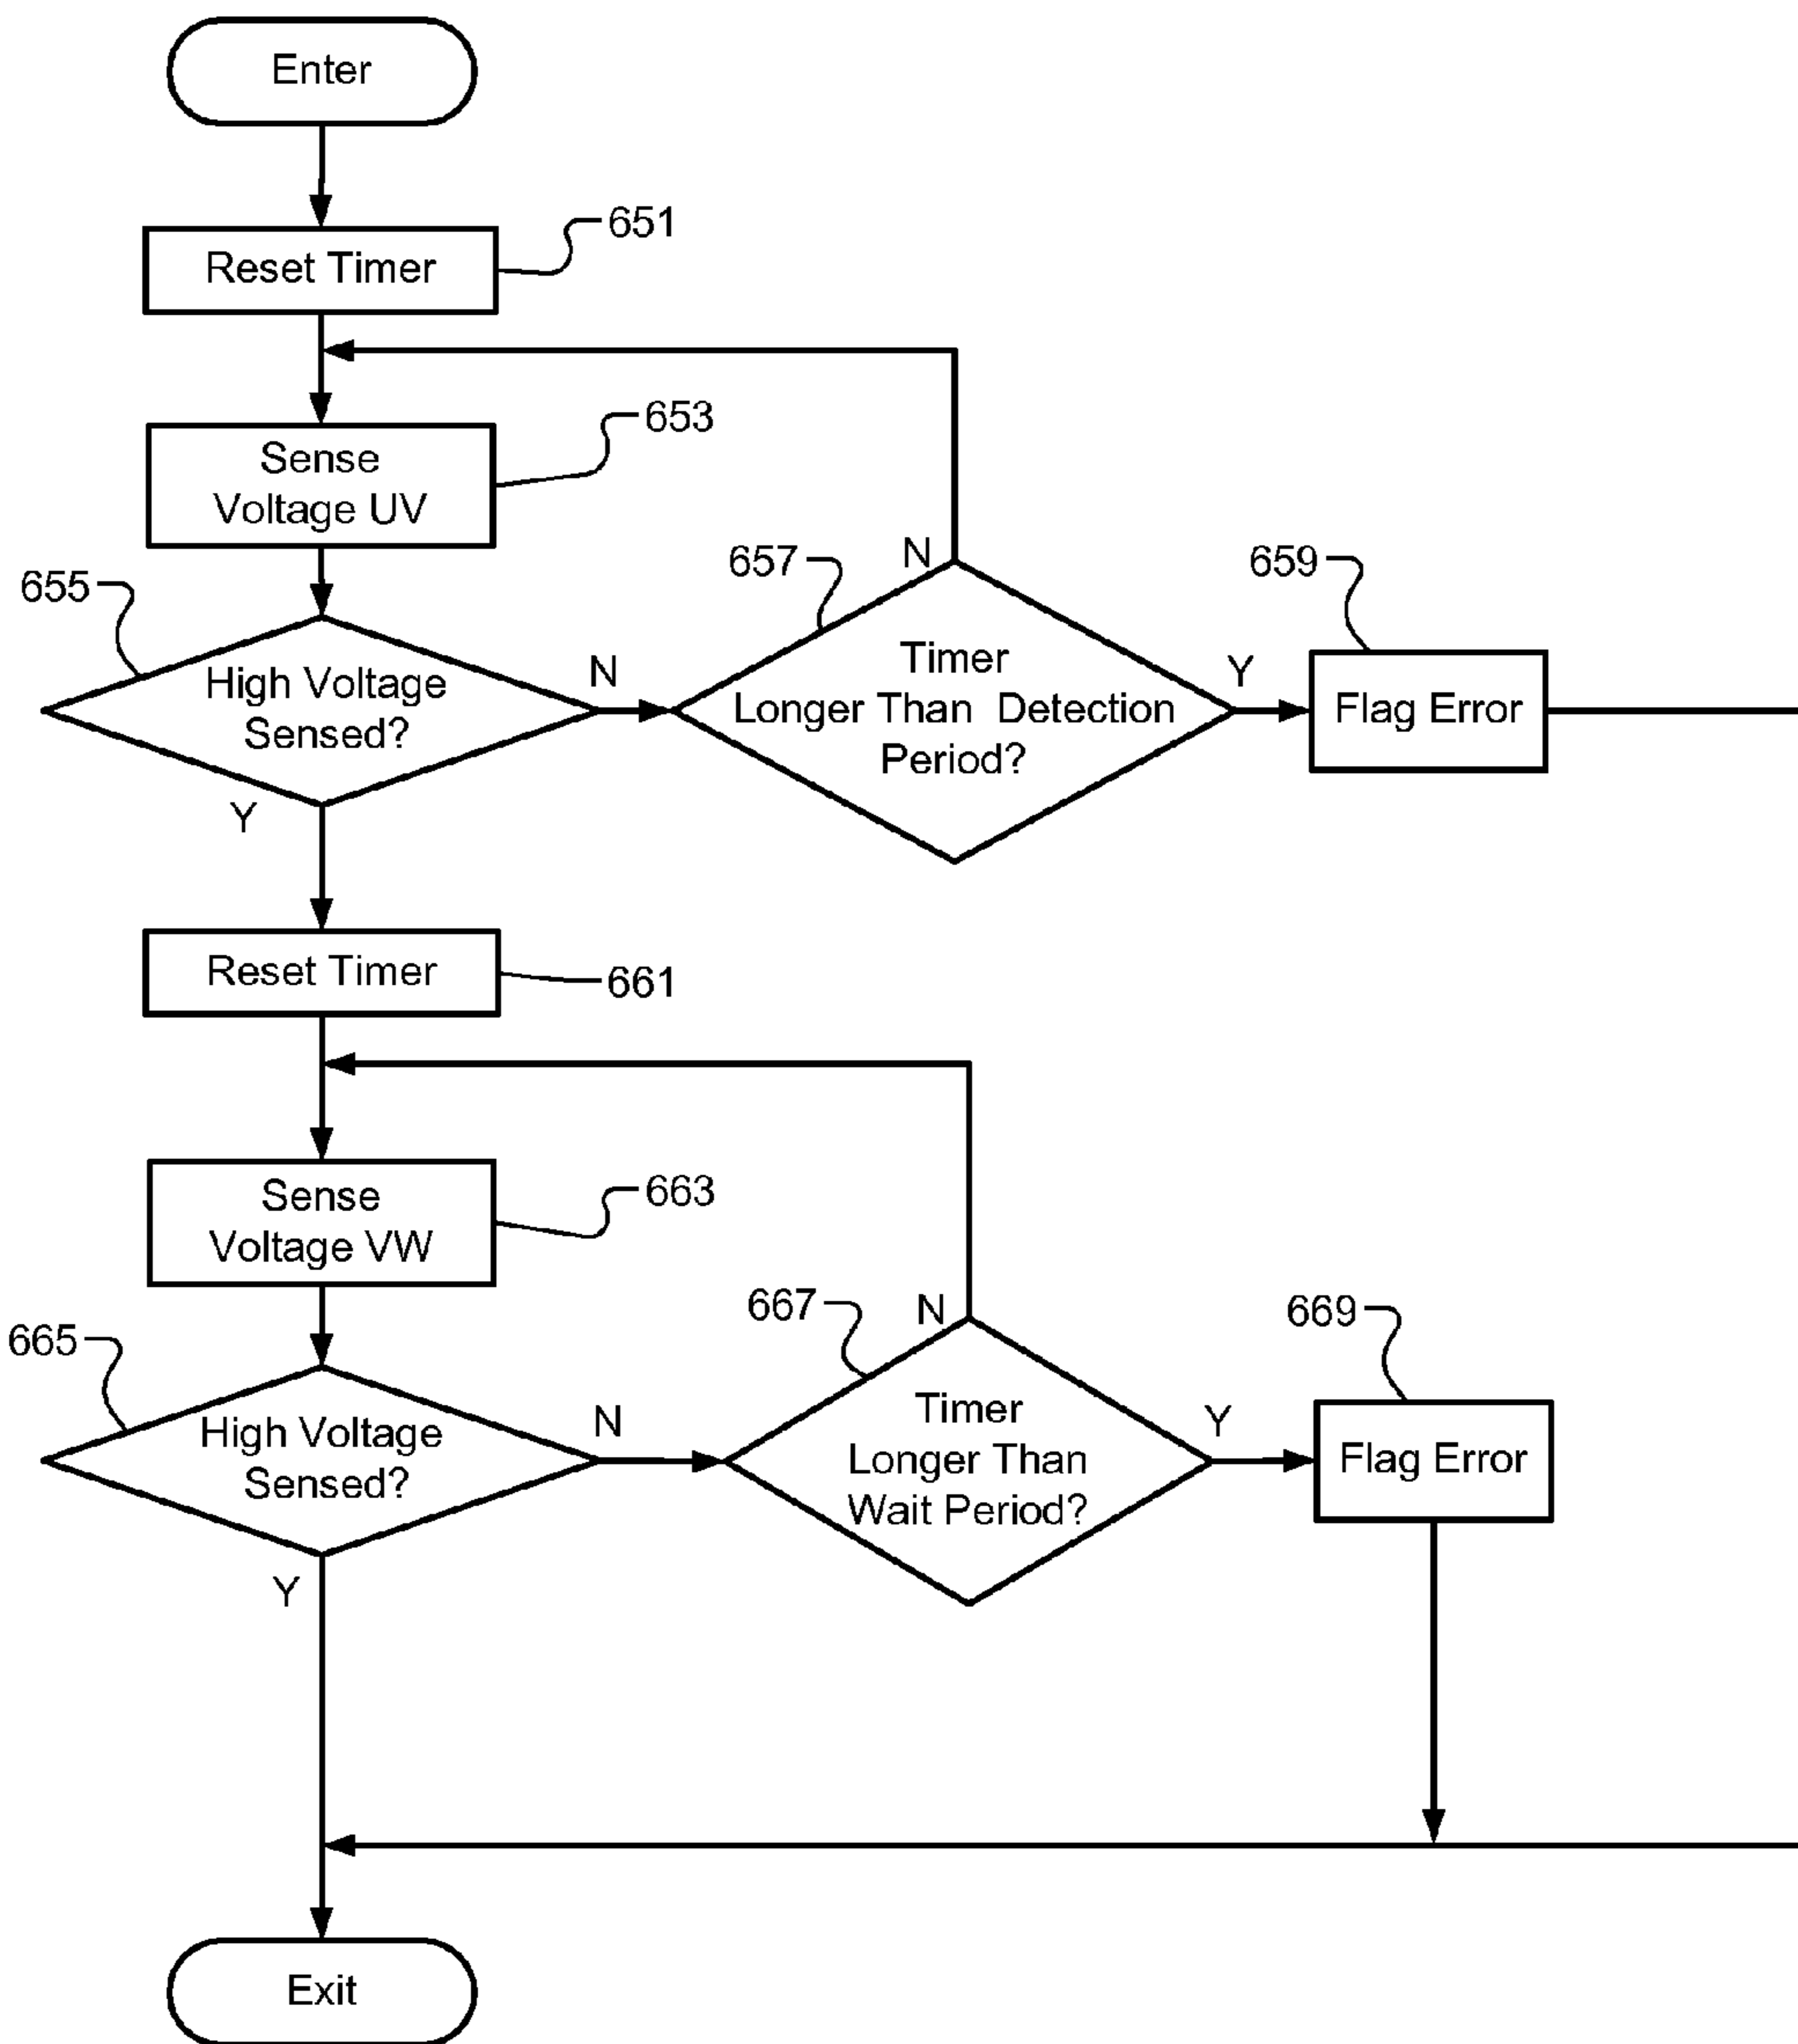 Enter
Reset Timer
651
Sense
Voltage UV
653
655
High Voltage
Sensed?
N
Y
657
N
Timer
Longer Than Detection
Period?
Y
659
Flag Error
Reset Timer
661
Sense
Voltage VW
663
665
High Voltage
Sensed?
N
Y
667
N
Timer
Longer Than
Wait Period?
Y
669
Flag Error
Exit